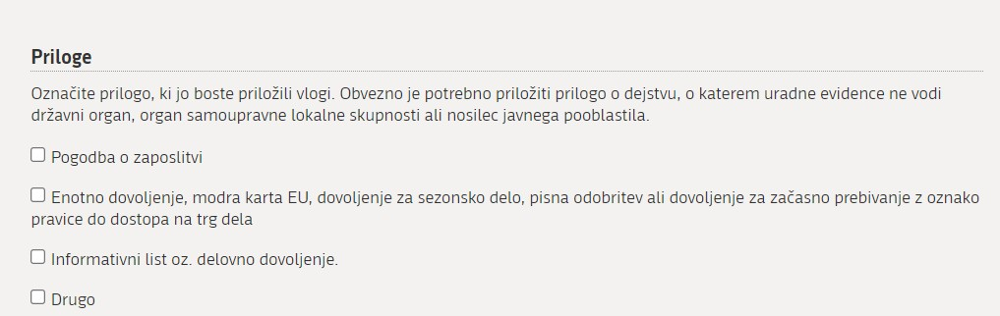 Priloge
Označite prilogo, ki jo boste priložili vlogi. Obvezno je potrebno priložiti prilogo o dejstvu, o katerem uradne evidence ne vodi
državni organ, organ samoupravne lokalne skupnosti ali nosilec javnega pooblastila.
Pogodba o zaposlitvi
Enotno dovoljenje, modra karta EU, dovoljenje za sezonsko delo, pisna odobritev ali dovoljenje za začasno prebivanje z oznako
pravice do dostopa na trg dela
Informativni list oz. delovno dovoljenje.
Drugo